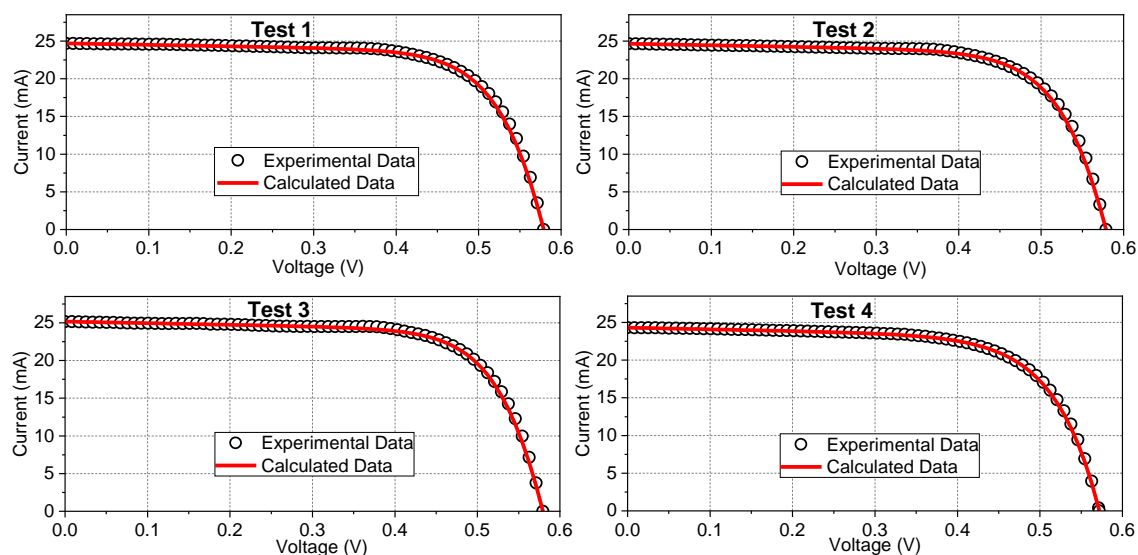 Test 1
Current (mA)
25
20
15
10
5
0
Experimental Data
Calculated Data
0.0 0.1 0.2 0.3 0.4 0.5 0.6
Voltage (V)
Test 2
Current (mA)
25
20
15
10
5
0
Experimental Data
Calculated Data
0.0 0.1 0.2 0.3 0.4 0.5 0.6
Voltage (V)
Test 3
Current (mA)
25
20
15
10
5
0
Experimental Data
Calculated Data
0.0 0.1 0.2 0.3 0.4 0.5 0.6
Voltage (V)
Test 4
Current (mA)
25
20
15
10
5
0
Experimental Data
Calculated Data
0.0 0.1 0.2 0.3 0.4 0.5 0.6
Voltage (V)